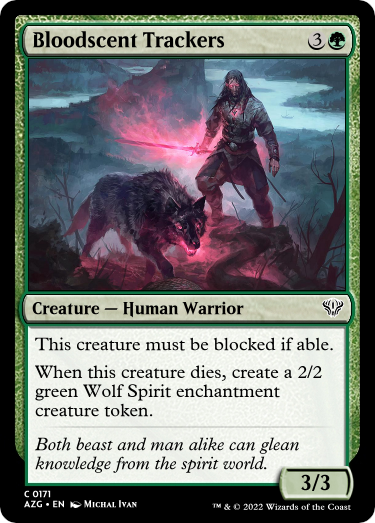 Bloodscent Trackers 3
Creature — Human Warrior
This creature must be blocked if able.
When this creature dies, create a 2/2
green Wolf Spirit enchantment
creature token.
Both beast and man alike can glean
knowledge from the spirit world.
3/3
C 0171
AZG • EN Michal Ivan
™ & © 2022 Wizards of the Coast